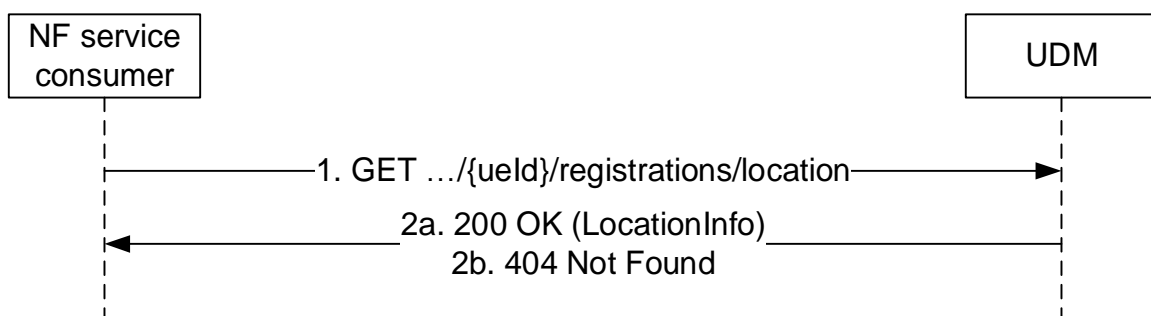 NF service
consumer
UDM
1. GET …/{ueId}/registrations/location
2a. 200 OK (LocationInfo)
2b. 404 Not Found